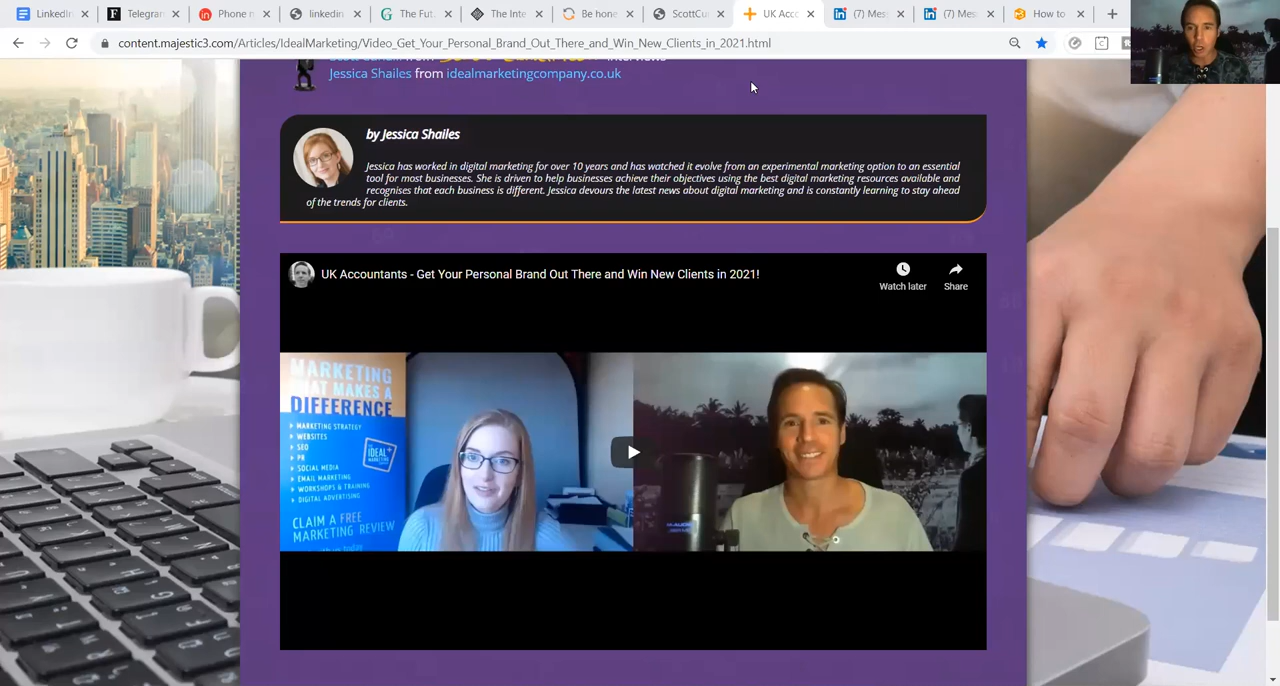 LinkedIn
Telegran
Phone n
linkedin
The Fut
The Inte
Be hone
ScottCu
UK Acco
(7) Mess
(7) Mes
How to
content.majestic3.com/Articles/IdealMarketing/Video_Get_Your_Personal_Brand_Out_There_and_Win_New_Clients_in_2021.html
Jessica Shailes from idealmarketingcompany.co.uk
by Jessica Shailes
Jessica has worked in digital marketing for over 10 years and has watched it evolve from an experimental marketing option to an essential
tool for most businesses. She is driven to help businesses achieve their objectives using the best digital marketing resources available and
recognises that each business is different. Jessica devours the latest news about digital marketing and is constantly learning to stay ahead
of the trends for clients.
UK Accountants - Get Your Personal Brand Out There and Win New Clients in 2021!
Watch later
Share
MARKETING
THAT MAKES A
DIFFERENCE
MARKETING STRATEGY
WEBSITES
SEO
PR
SOCIAL MEDIA
EMAIL MARKETING
WORKSHOPS & TRAINING
DIGITAL ADVERTISING
IDEAL
CLAIM A FREE
MARKETING REVIEW